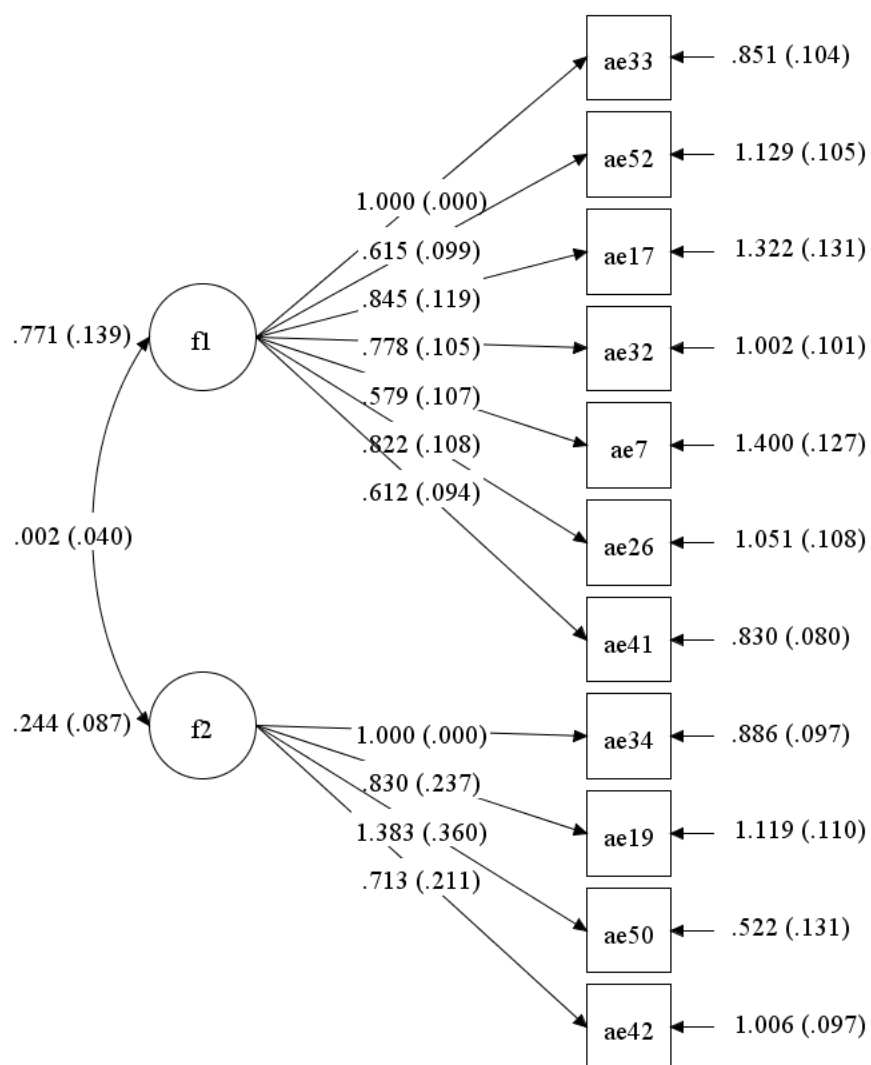 ae33
.851 (.104)
ae52
1.129 (.105)
1.000 (.000)
.615 (.099)
ae17
1.322 (.131)
.845 (.119)
.771 (.139)
f1
.778 (.105)
ae32
1.002 (.101)
.579 (.107)
.822 (.108)
ae7
1.400 (.127)
.612 (.094)
.002 (.040)
ae26
1.051 (.108)
ae41
.830 (.080)
.244 (.087)
f2
1.000 (.000)
ae34
.886 (.097)
.830 (.237)
1.383 (.360)
ae19
1.119 (.110)
.713 (.211)
ae50
.522 (.131)
ae42
1.006 (.097)